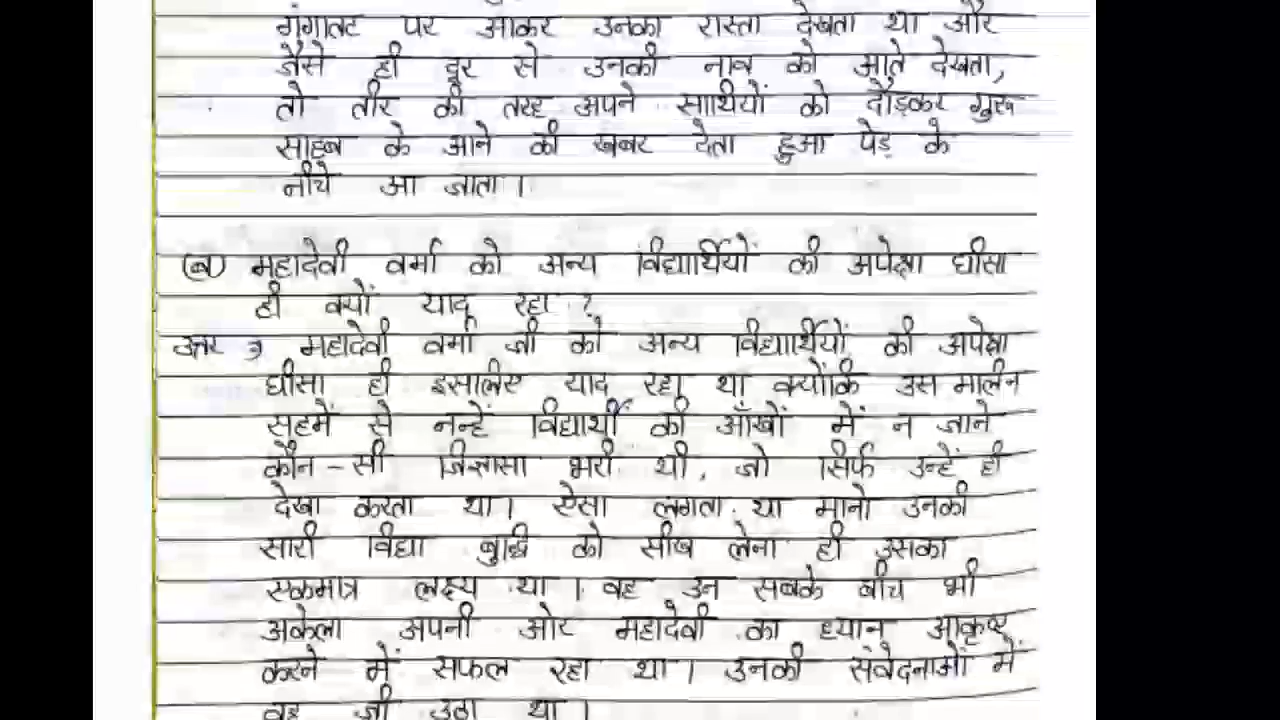 गंगातट पर आकर उनका रास्ता देखता था और
जैसे ही दूर से उनकी नाव को आते देखता,
तो तीर की तरह अपने साथियों को दौड़कर गुरु
साहब के आने की खबर देता हुआ पेड़ के
नीचे आ जाता।
(ब) महादेवी वर्मा को अन्य विद्यार्थियों की अपेक्षा घीसा
ही क्यों याद रहा ?
उत्तर → महादेवी वर्मा जी को अन्य विद्यार्थियों की अपेक्षा
घीसा ही इसलिए याद रहा था क्योंकि उस मलिन
सहमें से नन्हें विद्यार्थी की आँखों में न जाने
कौन-सी जिज्ञासा भरी थी, जो सिर्फ उन्हें ही
देखा करता था। ऐसा लगता था मानो उनकी
सारी विद्या बुद्धि को सीख लेना ही उसका
एकमात्र लक्ष्य था। वह उन सबके बीच भी
अकेला अपनी ओर महादेवी का ध्यान आकृष्ट
करने में सफल रहा था। उनकी संवेदनाओं में
वह जी उठा था।